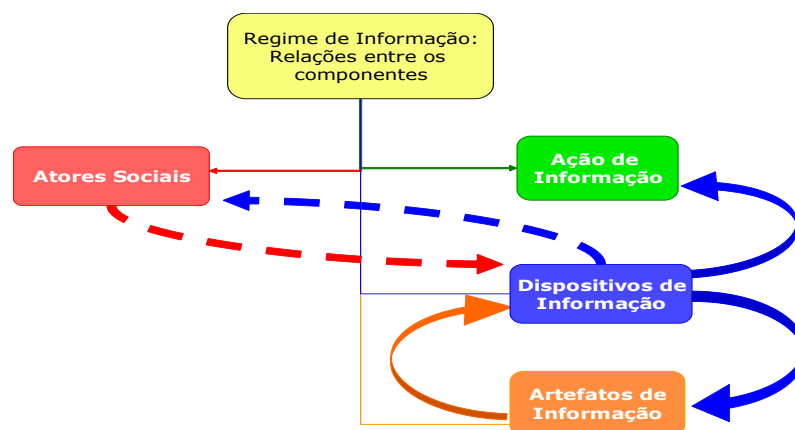 Regime de Informação:
Relações entre os
componentes
Atores Sociais
Ação de
Informação
Dispositivos de
Informação
Artefatos de
Informação